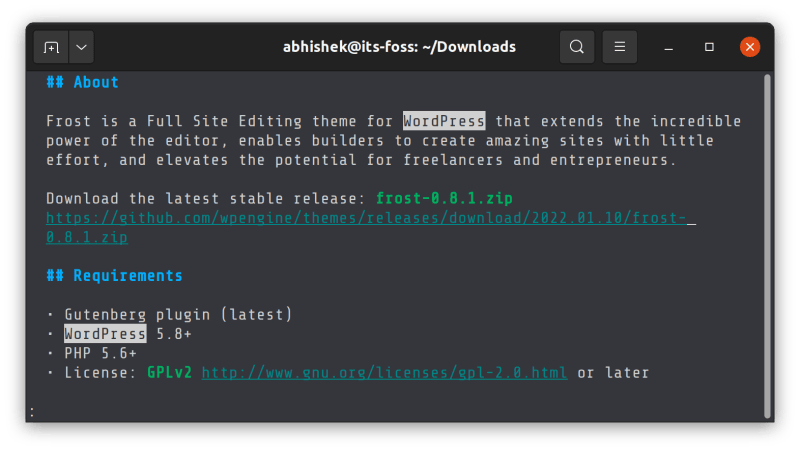 abhishek@its-foss: ~/Downloads
## About
Frost is a Full Site Editing theme for WordPress that extends the incredible
power of the editor, enables builders to create amazing sites with little
effort, and elevates the potential for freelancers and entrepreneurs.
Download the latest stable release: frost-0.8.1.zip
https://github.com/wpengine/themes/releases/download/2022.01.10/frost-
0.8.1.zip
## Requirements
· Gutenberg plugin (latest)
· WordPress 5.8+
· PHP 5.6+
· License: GPLv2 http://www.gnu.org/licenses/gpl-2.0.html or later
: